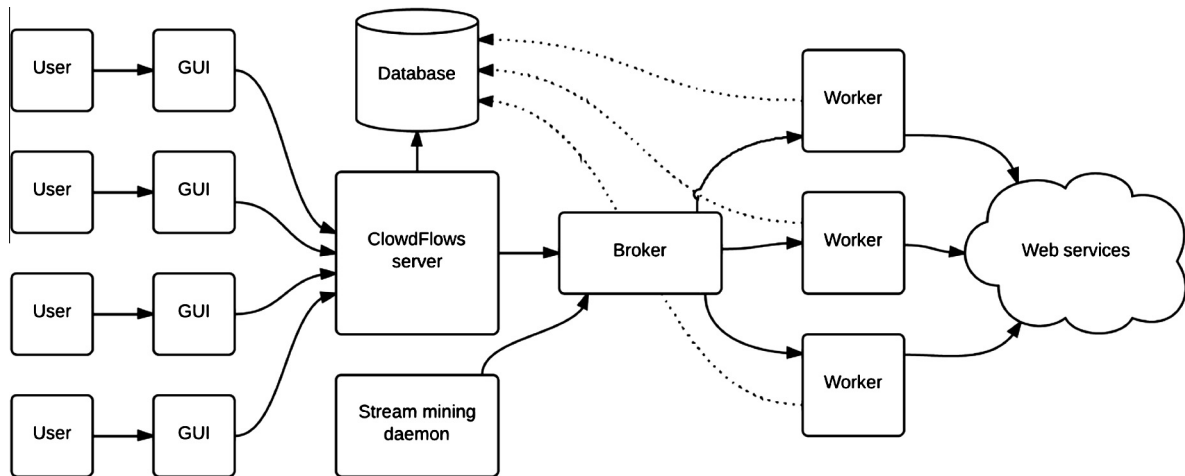 User
GUI
User
GUI
User
GUI
User
GUI
Database
ClowdFlows
server
Stream mining
daemon
Broker
Worker
Worker
Worker
Web services